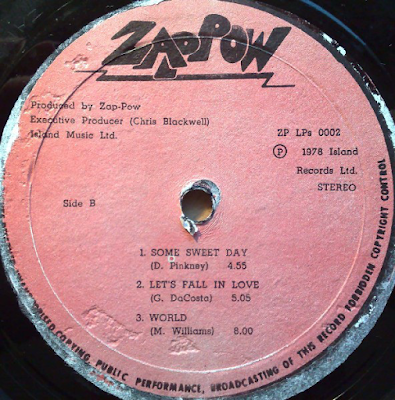 ZAP POW
Produced by Zap-Pow
Executive Producer (Chris Blackwell)
Island Music Ltd.
ZP LPs 0002
Ⓟ 1978 Island
Records Ltd.
STEREO
Side B
1. SOME SWEET DAY
(D. Pinkney) 4.55
2. LET'S FALL IN LOVE
(G. DaCosta) 5.05
3. WORLD
(M. Williams) 8.00
COPYING, PUBLIC PERFORMANCE, BROADCASTING OF THIS RECORD FORBIDDEN COPYRIGHT CONTROL